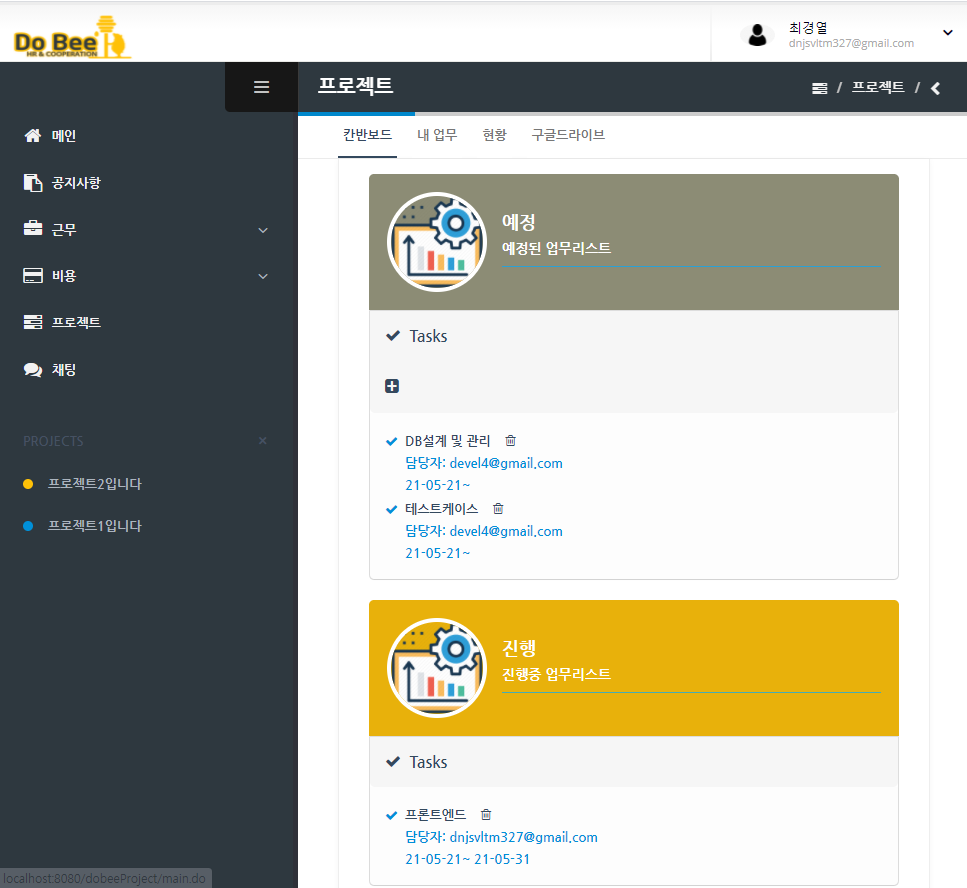 Do Bee
HR & COOPERATION
최경열
dnjsvltm327@gmail.com
프로젝트
/ 프로젝트 /
메인
공지사항
근무
비용
프로젝트
채팅
PROJECTS
프로젝트2입니다
프로젝트1입니다
칸반보드 내 업무 현황 구글드라이브
예정
예정된 업무리스트
Tasks
DB설계 및 관리
담당자: devel4@gmail.com
21-05-21~
테스트케이스
담당자: devel4@gmail.com
21-05-21~
진행
진행중 업무리스트
Tasks
프론트엔드
담당자: dnjsvltm327@gmail.com
21-05-21~ 21-05-31
localhost:8080/dobeeProject/main.do